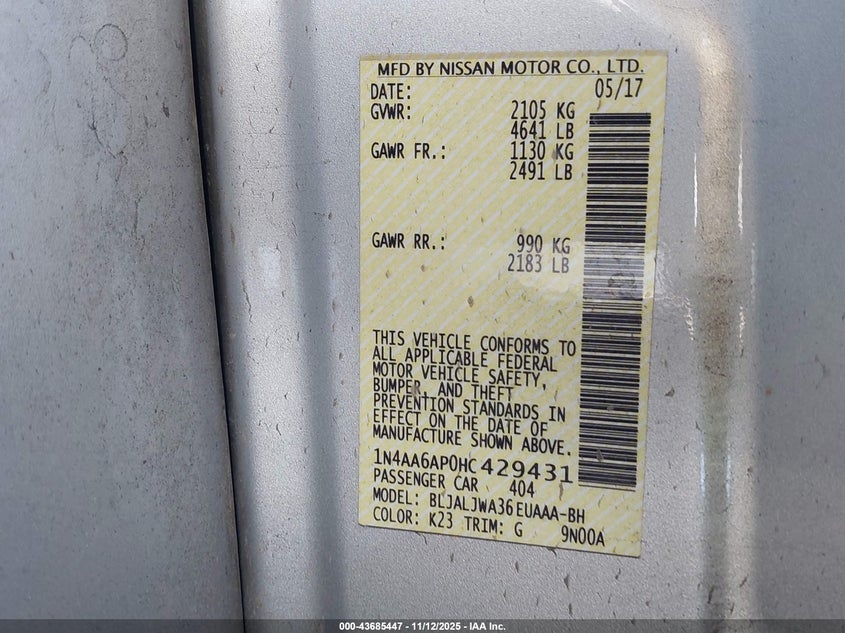 MFD BY NISSAN MOTOR CO., LTD.
DATE: 05/17
GVWR: 2105 KG
4641 LB
GAWR FR.: 1130 KG
2491 LB
GAWR RR.: 990 KG
2183 LB
THIS VEHICLE CONFORMS TO
ALL APPLICABLE FEDERAL
MOTOR VEHICLE SAFETY,
BUMPER, AND THEFT
PREVENTION STANDARDS IN
EFFECT ON THE DATE OF
MANUFACTURE SHOWN ABOVE.
1N4AA6AP0HC429431
PASSENGER CAR 404
MODEL: BLJALJWA36EUAAA-BH
COLOR: K23 TRIM: G 9N00A
000-43685447 - 11/12/2025 - IAA Inc.